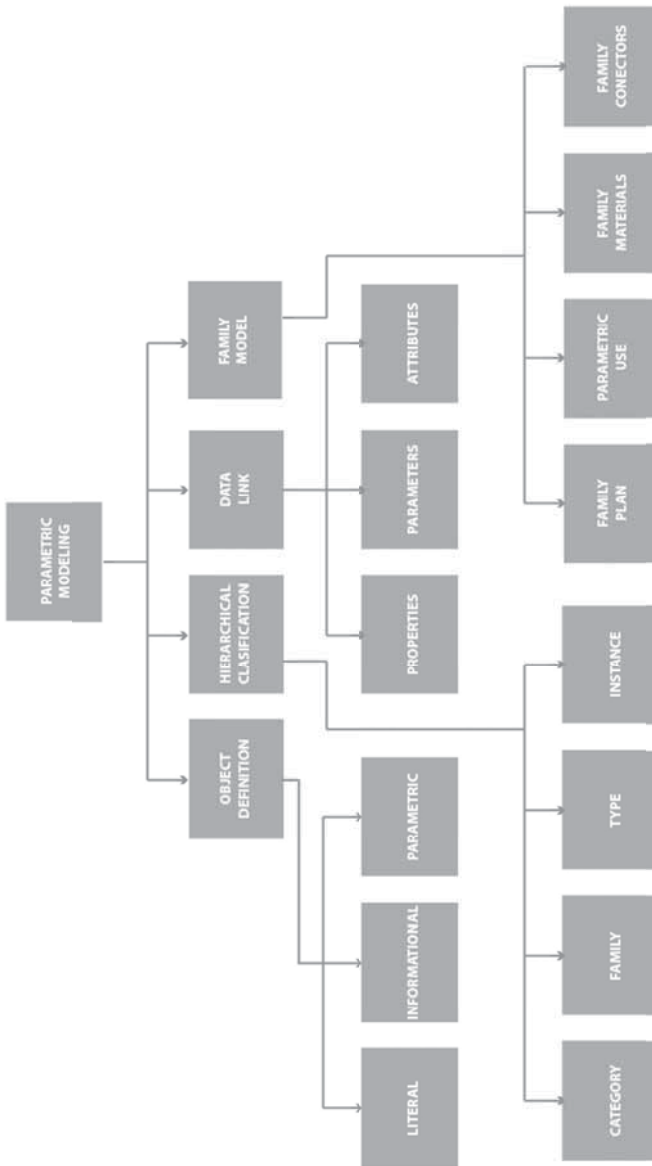 PARAMETRIC
MODELING
OBJECT
DEFINITION
HIERARCHICAL
CLASIFICATION
DATA
LINK
FAMILY
MODEL
LITERAL
INFORMATIONAL
PARAMETRIC
PROPERTIES
PARAMETERS
ATTRIBUTES
CATEGORY
FAMILY
TYPE
INSTANCE
FAMILY
PLAN
PARAMETRIC
USE
FAMILY
MATERIALS
FAMILY
CONECTORS